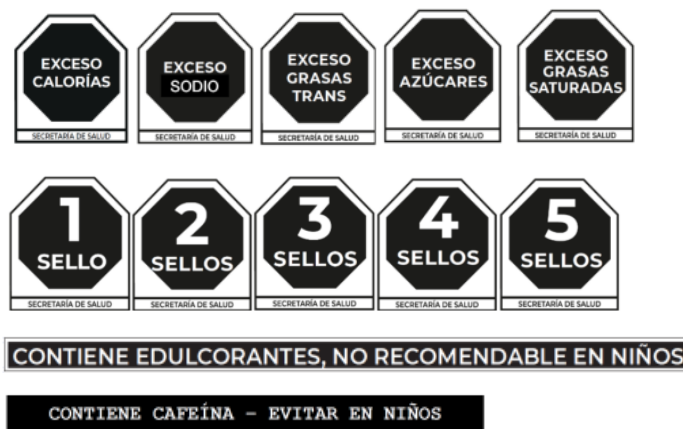 EXCESO
CALORÍAS
SECRETARÍA DE SALUD
EXCESO
SODIO
SECRETARÍA DE SALUD
EXCESO
GRASAS
TRANS
SECRETARÍA DE SALUD
EXCESO
AZÚCARES
SECRETARÍA DE SALUD
EXCESO
GRASAS
SATURADAS
SECRETARÍA DE SALUD
1
SELLO
SECRETARÍA DE SALUD
2
SELLOS
SECRETARÍA DE SALUD
3
SELLOS
SECRETARÍA DE SALUD
4
SELLOS
SECRETARÍA DE SALUD
5
SELLOS
SECRETARÍA DE SALUD
CONTIENE EDULCORANTES, NO RECOMENDABLE EN NIÑOS
CONTIENE CAFEÍNA – EVITAR EN NIÑOS